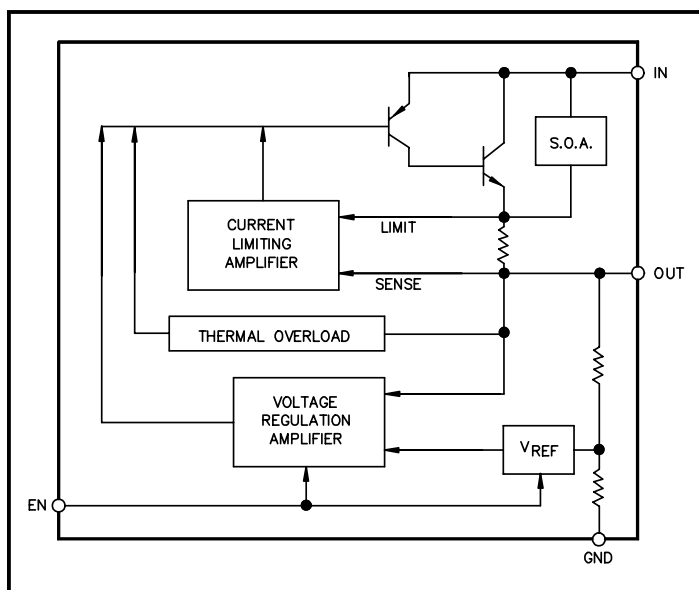 IN
S.O.A.
CURRENT
LIMITING
AMPLIFIER
LIMIT
SENSE
OUT
THERMAL OVERLOAD
VOLTAGE
REGULATION
AMPLIFIER
VREF
EN
GND